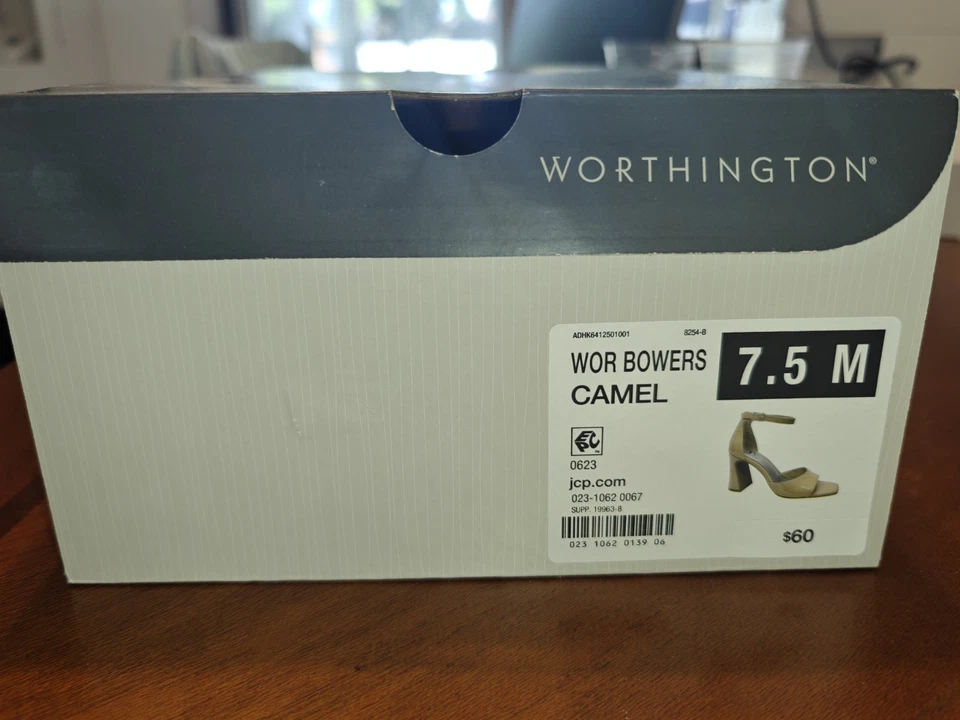 WORTHINGTON®
ADHK6412501001
8254-B
WOR BOWERS
7.5 M
CAMEL
EPC
0623
jcp.com
023-1062 0067
SUPP. 19963-8
023 1062 0139 06
$60